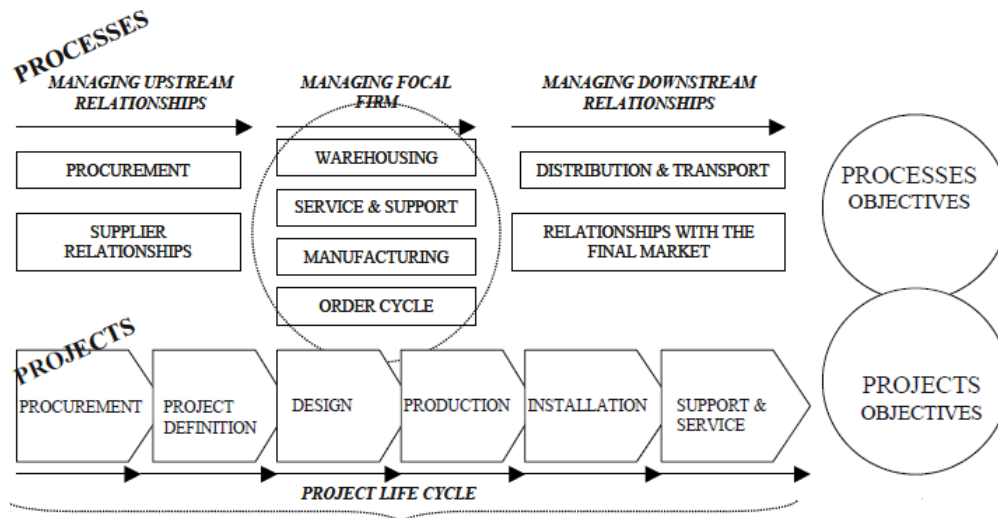 PROCESSES
MANAGING UPSTREAM
RELATIONSHIPS
MANAGING FOCAL
FIRM
MANAGING DOWNSTREAM
RELATIONSHIPS
PROCUREMENT
SUPPLIER
RELATIONSHIPS
WAREHOUSING
SERVICE & SUPPORT
MANUFACTURING
ORDER CYCLE
DISTRIBUTION & TRANSPORT
RELATIONSHIPS WITH THE
FINAL MARKET
PROCESSES
OBJECTIVES
PROJECTS
PROCUREMENT
PROJECT
DEFINITION
DESIGN
PRODUCTION
INSTALLATION
SUPPORT &
SERVICE
PROJECTS
OBJECTIVES
PROJECT LIFE CYCLE